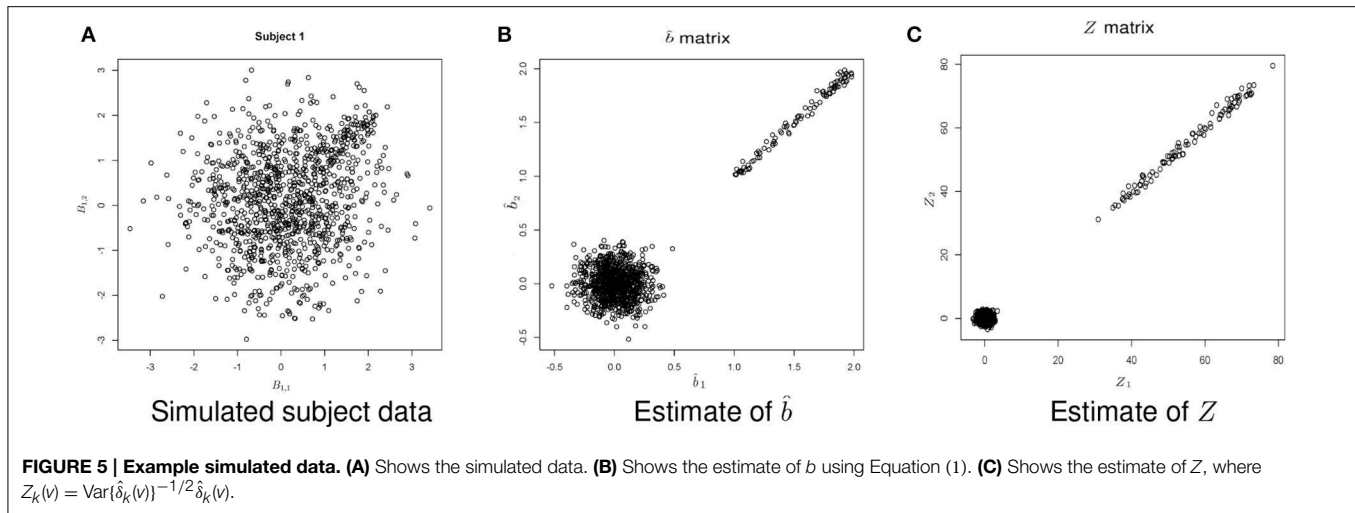 A
Subject 1
3
2
1
0
-1
-2
-3
B₁,₂
-3
-2
-1
0
1
2
3
B₁,₁
Simulated subject data
B
b̂ matrix
2.0
1.5
1.0
0.5
0.0
-0.5
b̂₂
-0.5
0.0
0.5
1.0
1.5
2.0
b̂₁
Estimate of b̂
C
Z matrix
80
60
40
20
0
Z₂
0
20
40
60
80
Z₁
Estimate of Z
FIGURE 5 | Example simulated data. (A) Shows the simulated data. (B) Shows the estimate of b using Equation (1). (C) Shows the estimate of Z, where
Zₖ(v) = Var{δ̂ₖ(v)}⁻¹/²δ̂ₖ(v).